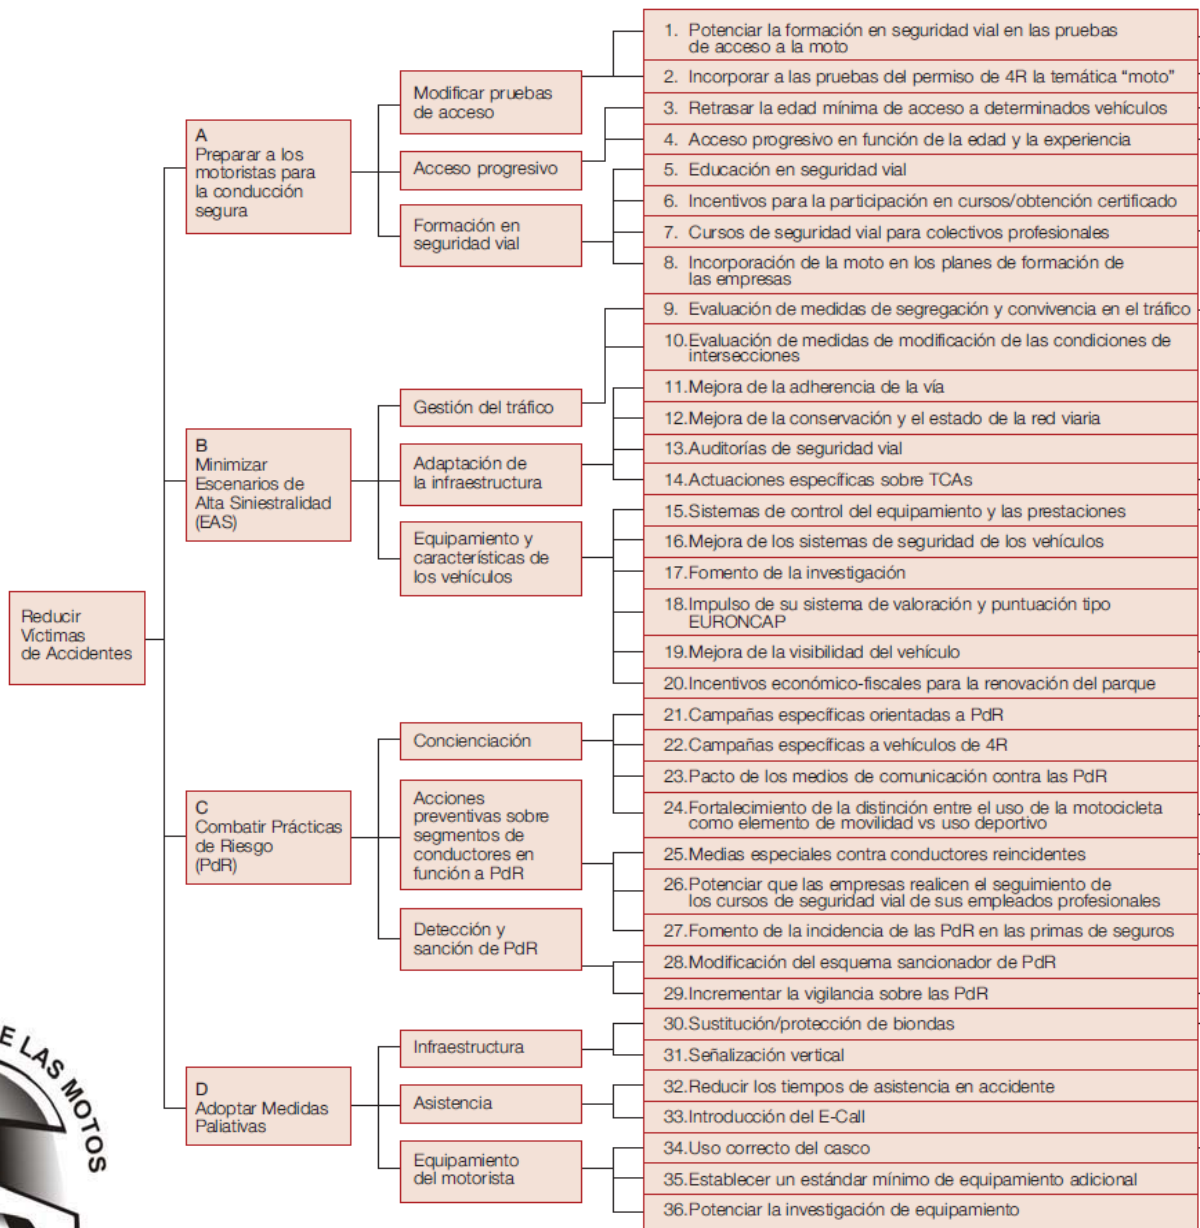 Reducir
Víctimas
de Accidentes
A
Preparar a los
motoristas para
la conducción
segura
Modificar pruebas
de acceso
Acceso progresivo
Formación en
seguridad vial
1. Potenciar la formación en seguridad vial en las pruebas
de acceso a la moto
2. Incorporar a las pruebas del permiso de 4R la temática “moto”
3. Retrasar la edad mínima de acceso a determinados vehículos
4. Acceso progresivo en función de la edad y la experiencia
5. Educación en seguridad vial
6. Incentivos para la participación en cursos/obtención certificado
7. Cursos de seguridad vial para colectivos profesionales
8. Incorporación de la moto en los planes de formación de
las empresas
B
Minimizar
Escenarios de
Alta Siniestralidad
(EAS)
Gestión del tráfico
Adaptación de
la infraestructura
Equipamiento y
características de
los vehículos
9. Evaluación de medidas de segregación y convivencia en el tráfico
10.Evaluación de medidas de modificación de las condiciones de
intersecciones
11.Mejora de la adherencia de la vía
12.Mejora de la conservación y el estado de la red viaria
13.Auditorías de seguridad vial
14.Actuaciones específicas sobre TCAs
15.Sistemas de control del equipamiento y las prestaciones
16.Mejora de los sistemas de seguridad de los vehículos
17.Fomento de la investigación
18.Impulso de su sistema de valoración y puntuación tipo
EURONCAP
19.Mejora de la visibilidad del vehículo
20.Incentivos económico-fiscales para la renovación del parque
C
Combatir Prácticas
de Riesgo
(PdR)
Concienciación
Acciones
preventivas sobre
segmentos de
conductores en
función a PdR
Detección y
sanción de PdR
21.Campañas específicas orientadas a PdR
22.Campañas específicas a vehículos de 4R
23.Pacto de los medios de comunicación contra las PdR
24.Fortalecimiento de la distinción entre el uso de la motocicleta
como elemento de movilidad vs uso deportivo
25.Medias especiales contra conductores reincidentes
26.Potenciar que las empresas realicen el seguimiento de
los cursos de seguridad vial de sus empleados profesionales
27.Fomento de la incidencia de las PdR en las primas de seguros
28.Modificación del esquema sancionador de PdR
29.Incrementar la vigilancia sobre las PdR
D
Adoptar Medidas
Paliativas
Infraestructura
Asistencia
Equipamiento
del motorista
30.Sustitución/protección de biondas
31.Señalización vertical
32.Reducir los tiempos de asistencia en accidente
33.Introducción del E-Call
34.Uso correcto del casco
35.Establecer un estándar mínimo de equipamiento adicional
36.Potenciar la investigación de equipamiento
E LAS MOTOS